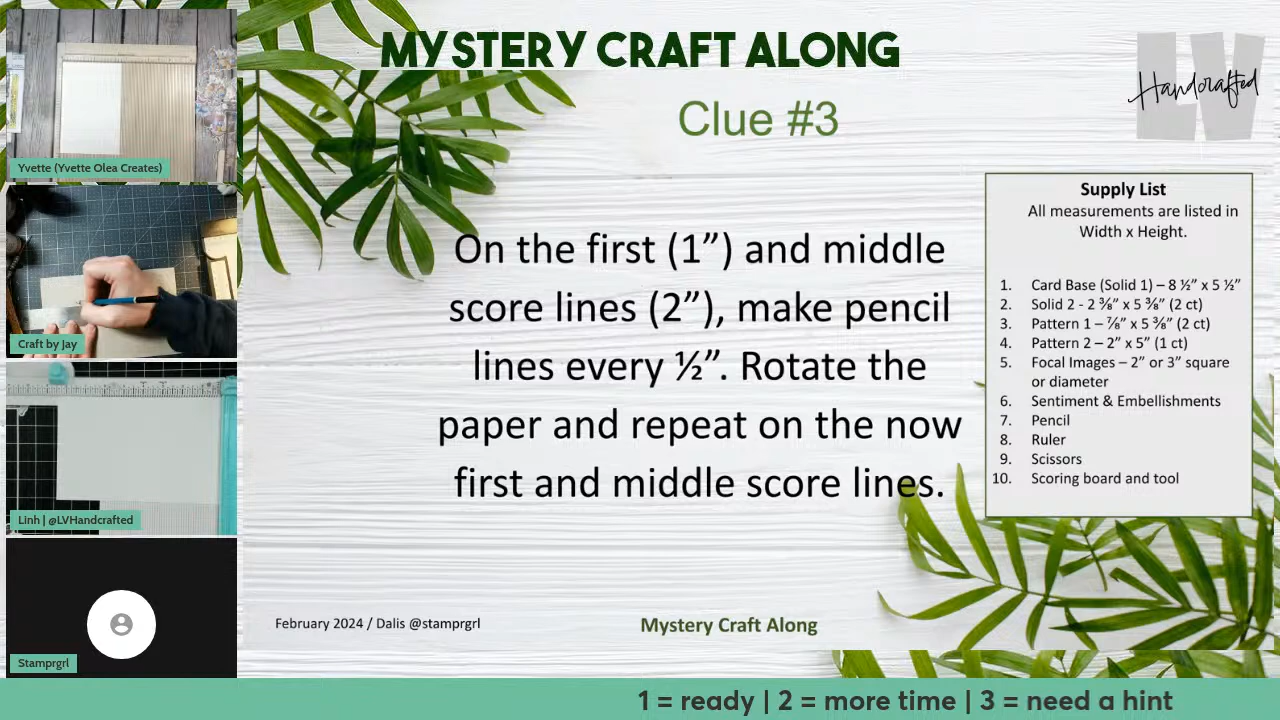 MYSTERY CRAFT ALONG
Handcrafted
Clue #3
Yvette (Yvette Olea Creates)
Craft by Jay
Linh | @LVHandcrafted
Stamprgrl
On the first (1”) and middle
score lines (2”), make pencil
lines every ½”. Rotate the
paper and repeat on the now
first and middle score lines.
Supply List
All measurements are listed in
Width x Height.
1. Card Base (Solid 1) – 8 ½” x 5 ½”
2. Solid 2 - 2 ⅜” x 5 ⅜” (2 ct)
3. Pattern 1 – ⅞” x 5 ⅜” (2 ct)
4. Pattern 2 – 2” x 5” (1 ct)
5. Focal Images – 2” or 3” square
or diameter
6. Sentiment & Embellishments
7. Pencil
8. Ruler
9. Scissors
10. Scoring board and tool
February 2024 / Dalis @stamprgrl
Mystery Craft Along
1 = ready | 2 = more time | 3 = need a hint